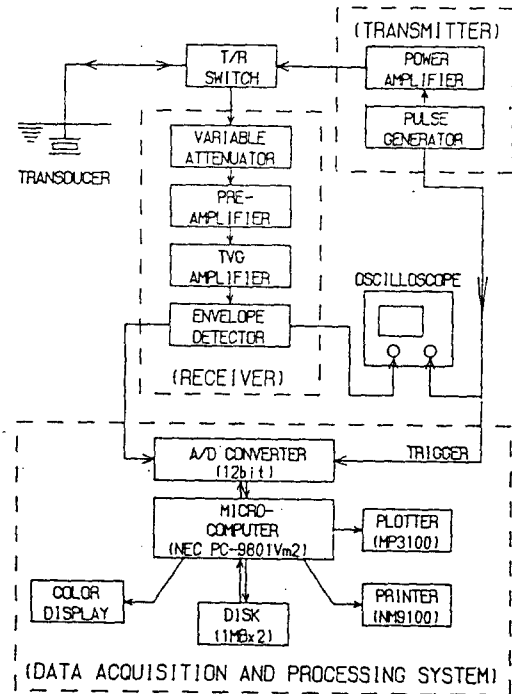 (TRANSMITTER)
T/R
SWITCH
POWER
AMPLIFIER
PULSE
GENERATOR
VARIABLE
ATTENUATOR
TRANSOUCER
PRE-
AMPLIFIER
TVG
AMPLIFIER
OSCILLOSCOPE
ENVELOPE
DETECTOR
(RECEIVER)
A/D CONVERTER
(12bit)
TRIGGER
MICRO-
COMPUTER
(NEC PC-9801Vm2)
PLOTTER
(MP3100)
COLOR
DISPLAY
DISK
(1MBx2)
PRINTER
(NM9100)
(DATA ACQUISITION AND PROCESSING SYSTEM)